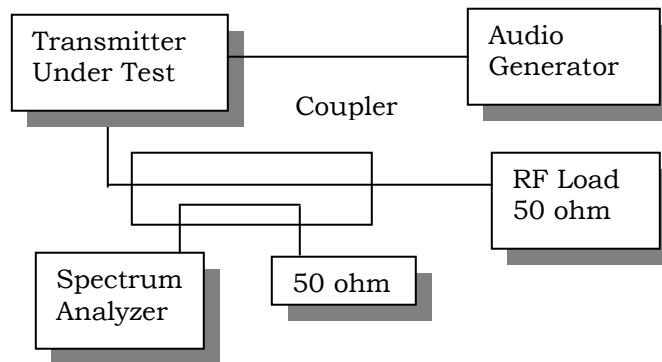 Transmitter
Under Test
Audio
Generator
Coupler
RF Load
50 ohm
Spectrum
Analyzer
50 ohm